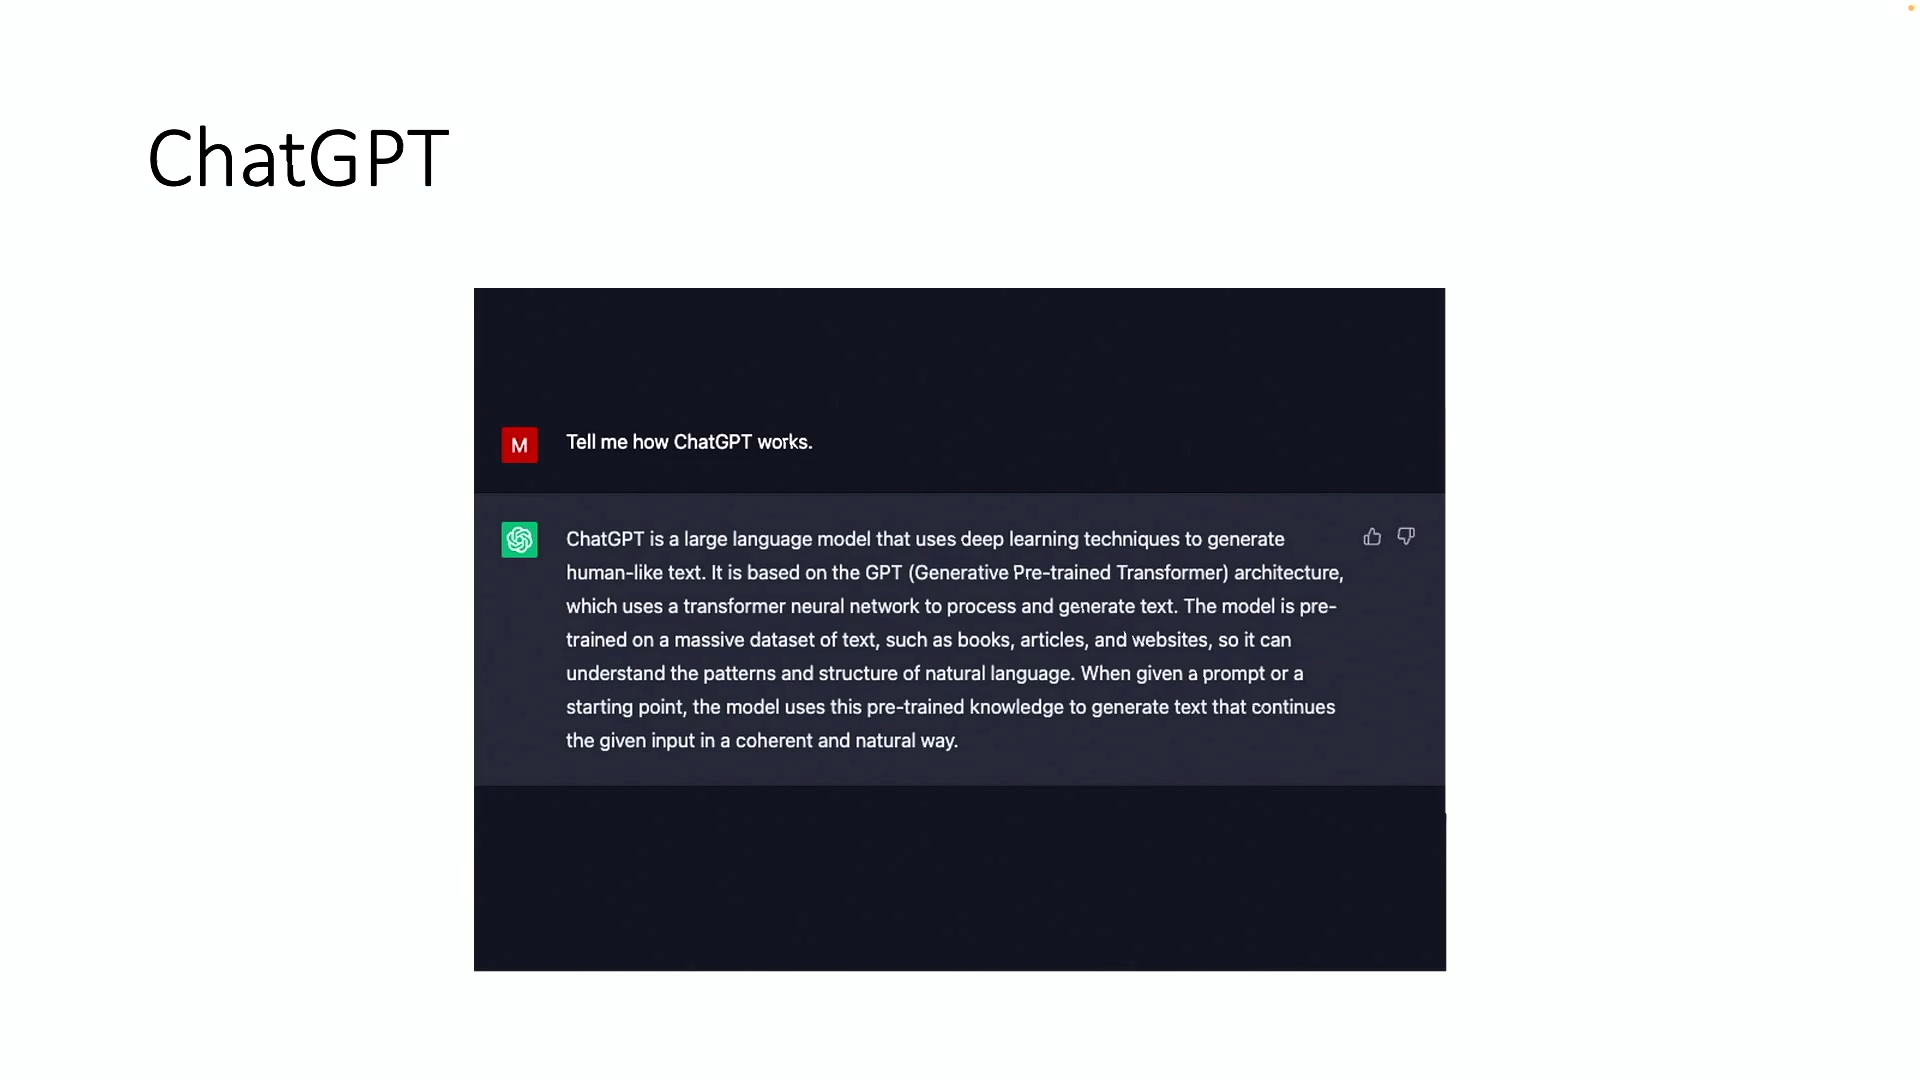 ChatGPT
M
Tell me how ChatGPT works.
ChatGPT is a large language model that uses deep learning techniques to generate
human-like text. It is based on the GPT (Generative Pre-trained Transformer) architecture,
which uses a transformer neural network to process and generate text. The model is pre-
trained on a massive dataset of text, such as books, articles, and websites, so it can
understand the patterns and structure of natural language. When given a prompt or a
starting point, the model uses this pre-trained knowledge to generate text that continues
the given input in a coherent and natural way.